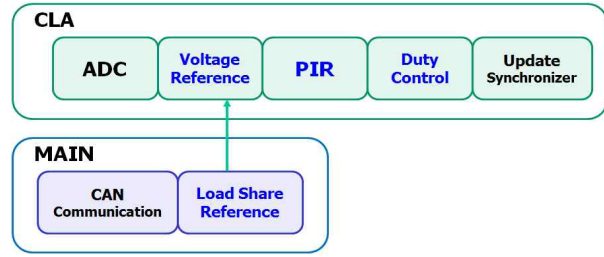 CLA
ADC
Voltage
Reference
PIR
Duty
Control
Update
Synchronizer
MAIN
CAN
Communication
Load Share
Reference